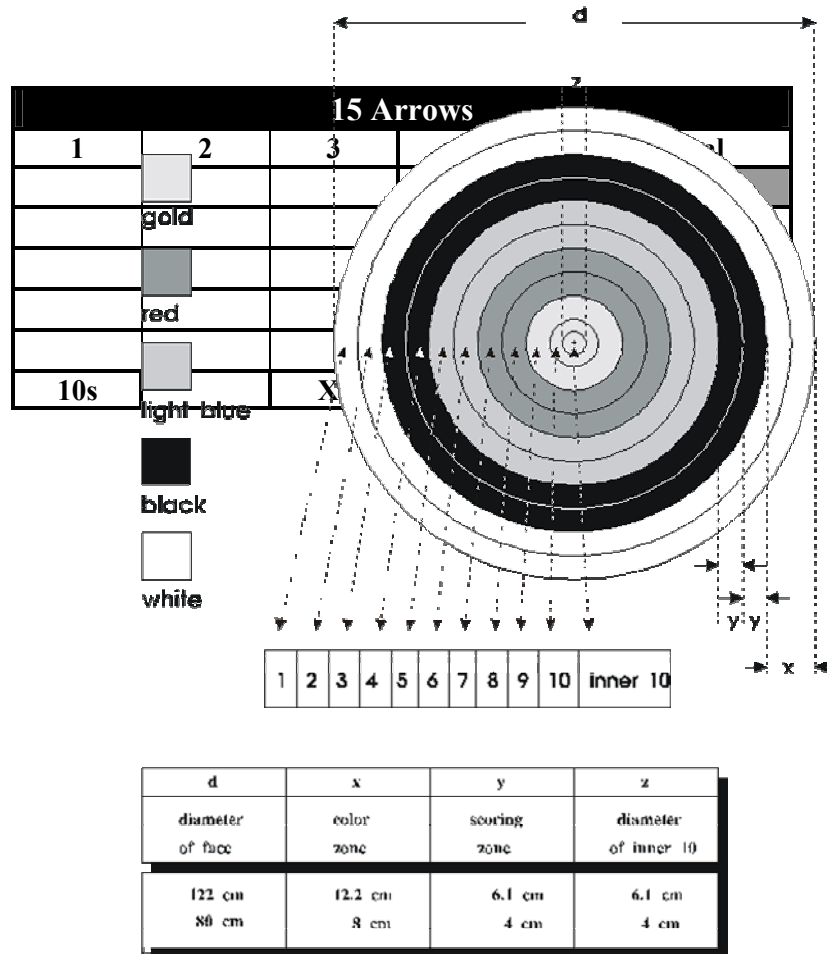 d
z
15 Arrows
1 2 3
gold
red
10s X
light blue
black
white
y y
x
1 2 3 4 5 6 7 8 9 10 inner 10
d x y z
diameter color scoring diameter
of face zone zone of inner 10
122 cm 12.2 cm 6.1 cm 6.1 cm
80 cm 8 cm 4 cm 4 cm